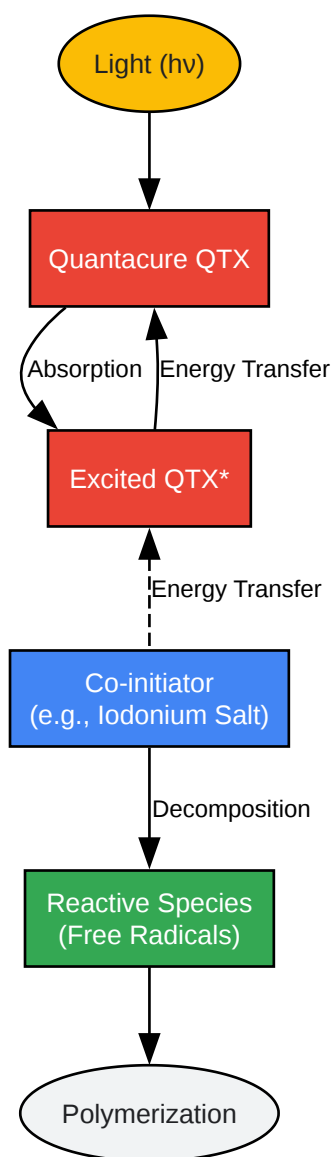 Light (hν)
Quantacure QTX
Absorption
Energy Transfer
Excited QTX*
Energy Transfer
Co-initiator
(e.g., Iodonium Salt)
Decomposition
Reactive Species
(Free Radicals)
Polymerization